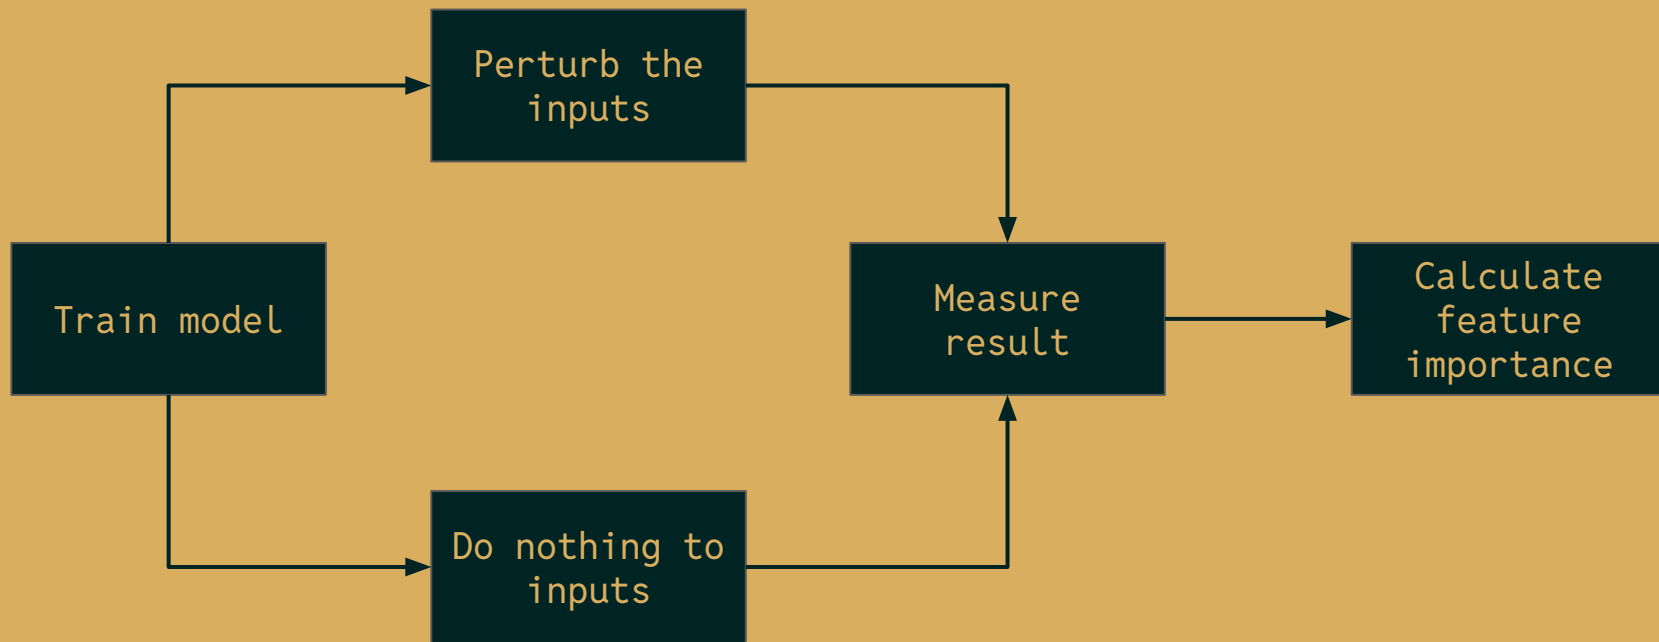 Perturb the
inputs
Train model
Measure
result
Calculate
feature
importance
Do nothing to
inputs